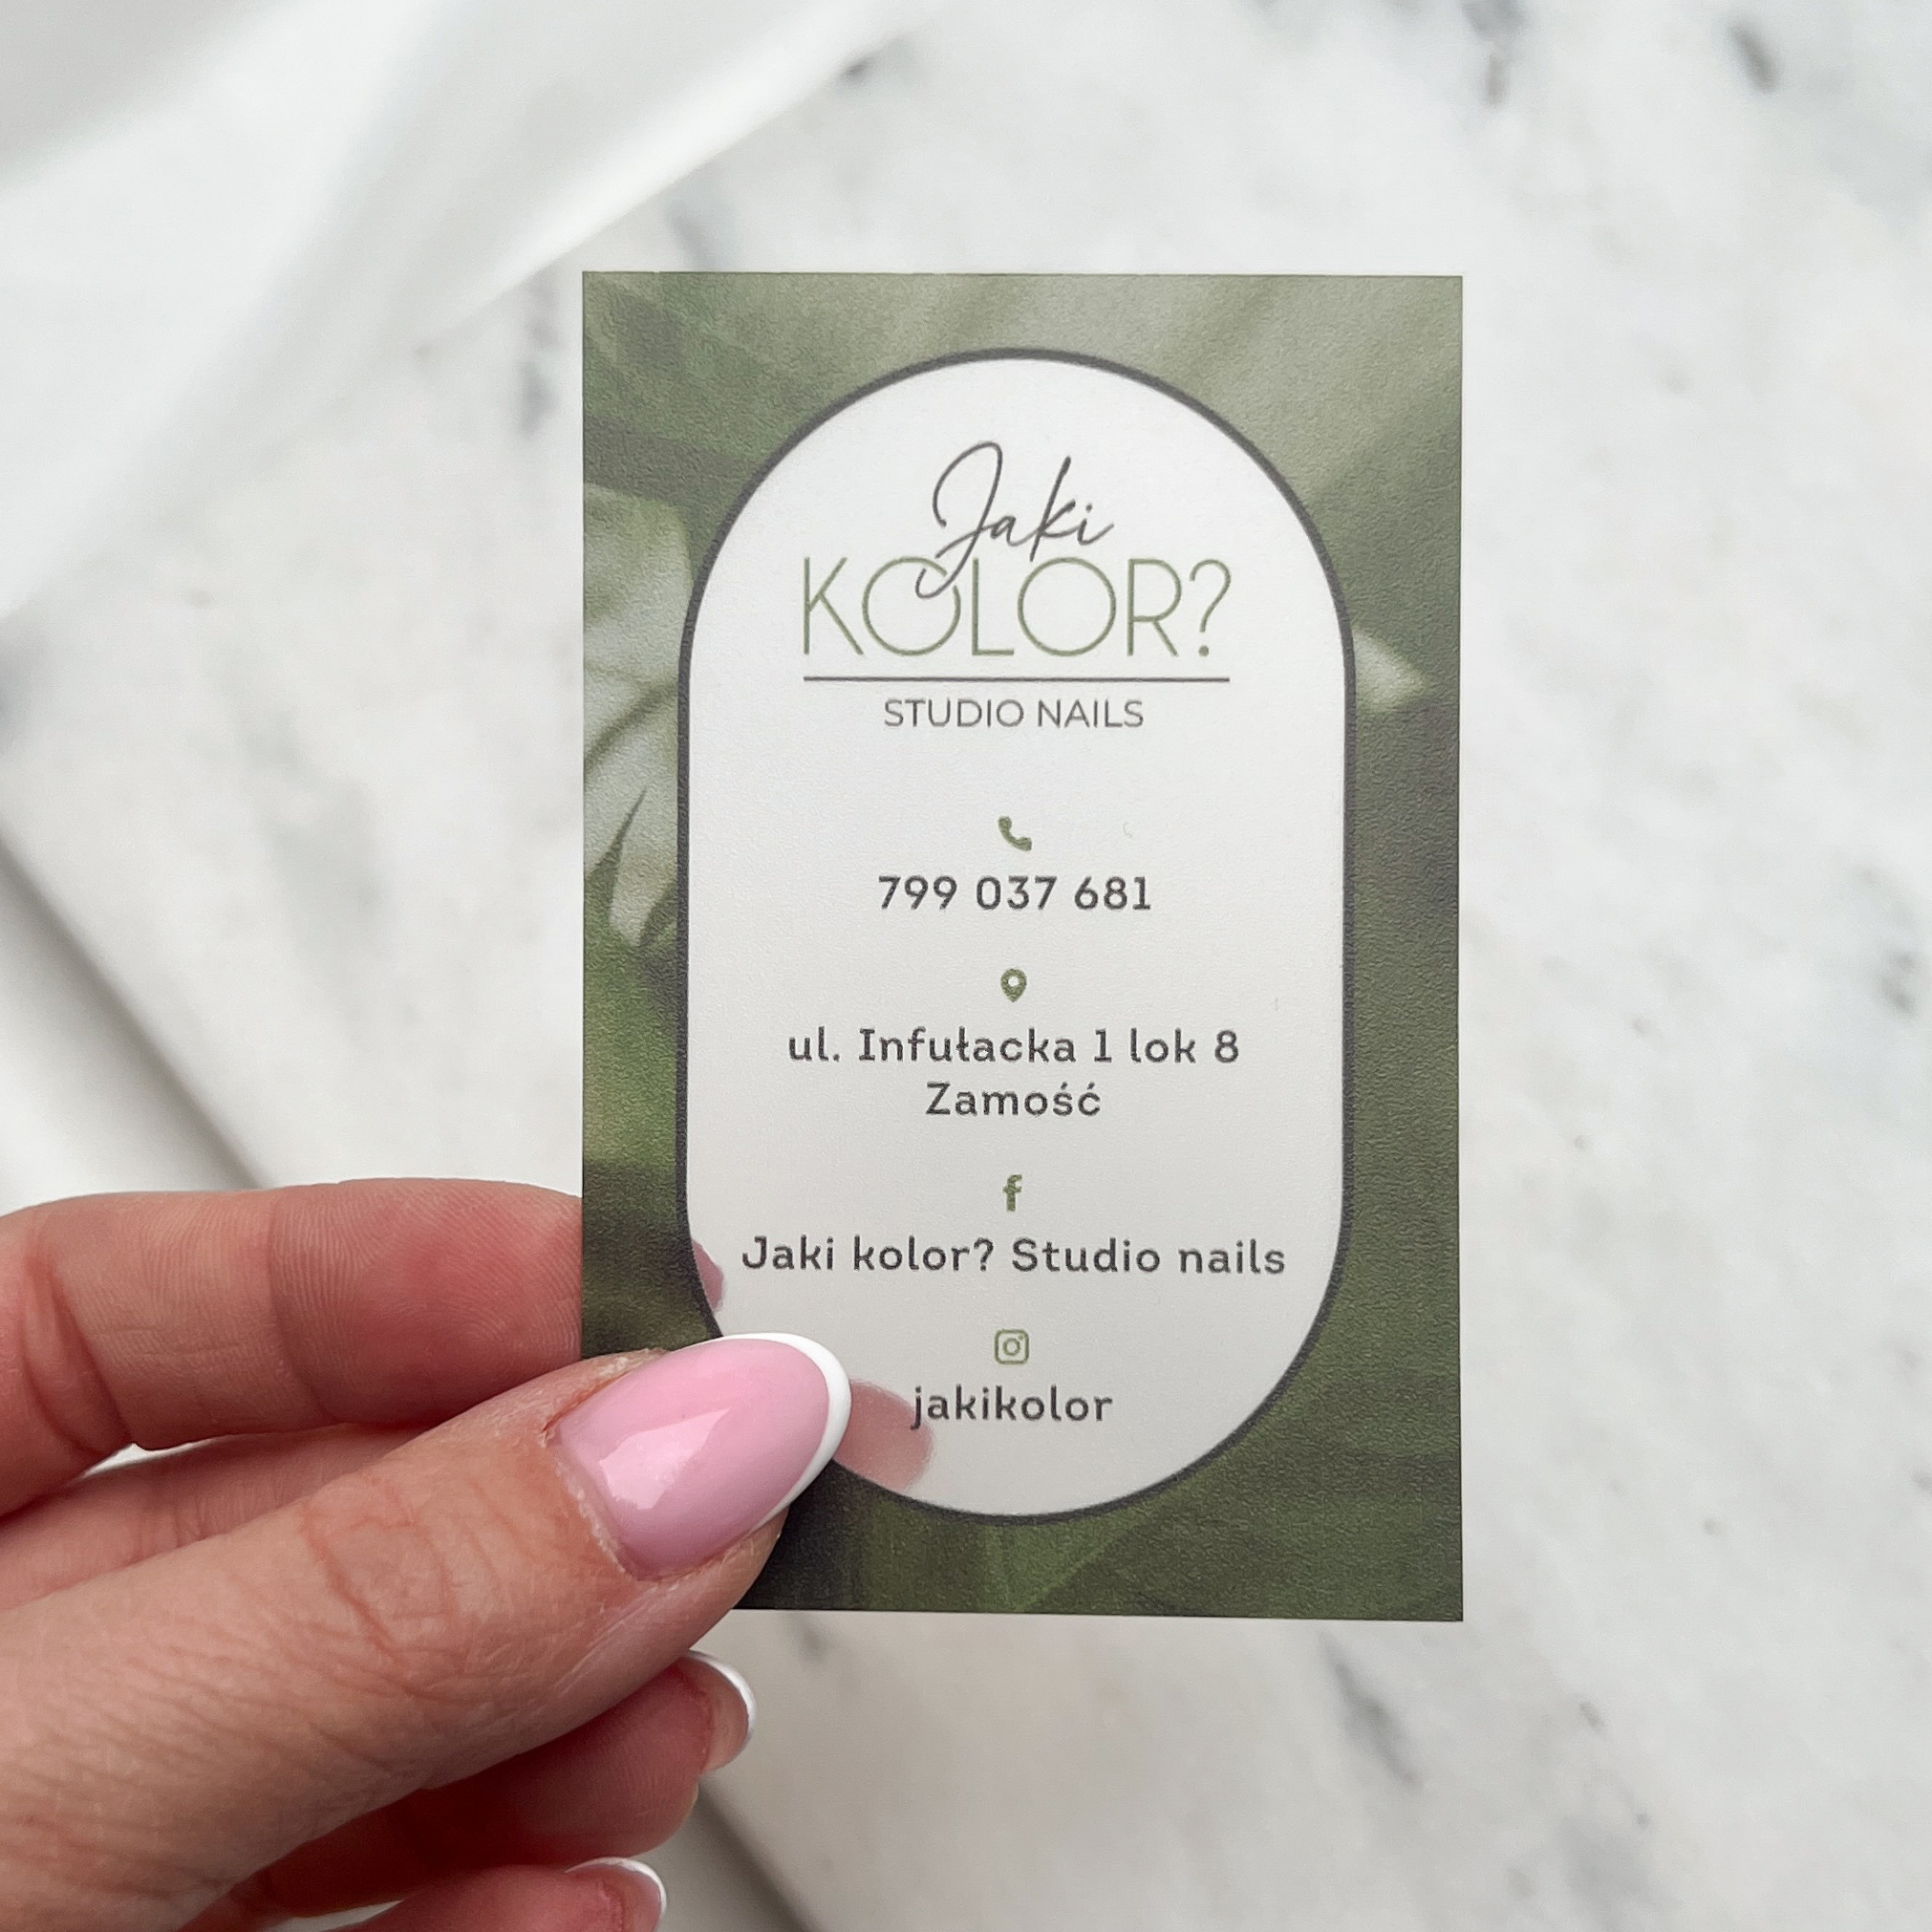 Jaki
KOLOR?
STUDIO NAILS
799 037 681
ul. Infułacka 1 lok 8
Zamość
Jaki kolor? Studio nails
jakikolor